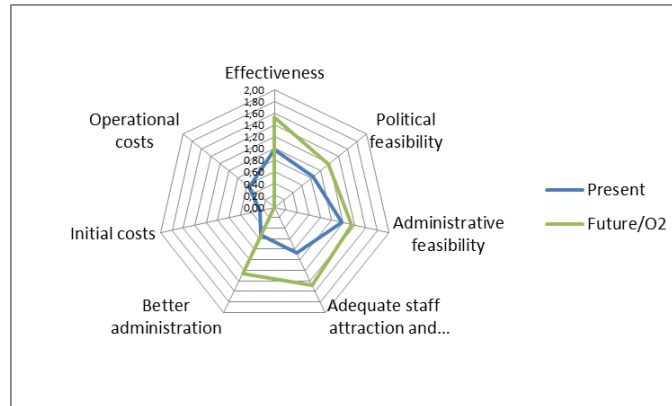 Effectiveness
2,00
1,80
1,60
1,40
1,20
1,00
0,80
0,60
0,40
0,20
0,00
Political
feasibility
Administrative
feasibility
Adequate staff
attraction and...
Better
administration
Initial costs
Operational
costs
Present
Future/O2